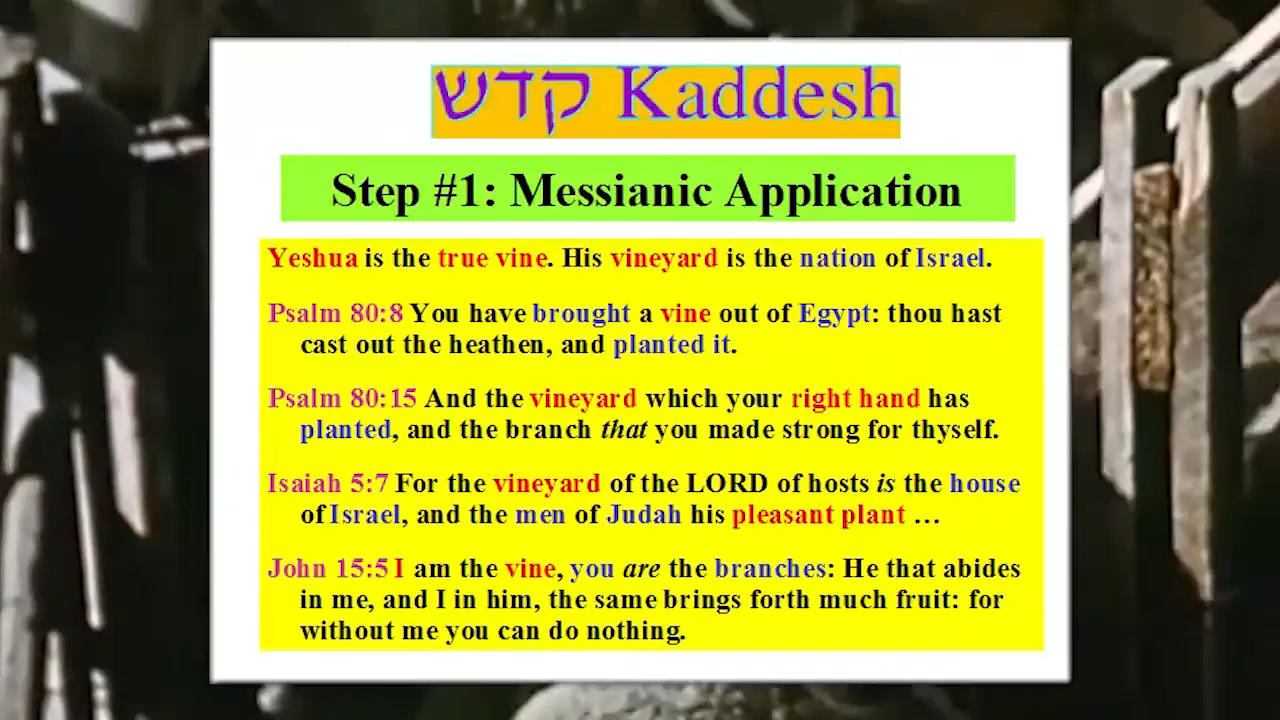 קדש Kaddesh
Step #1: Messianic Application
Yeshua is the true vine. His vineyard is the nation of Israel.
Psalm 80:8 You have brought a vine out of Egypt: thou hast
cast out the heathen, and planted it.
Psalm 80:15 And the vineyard which your right hand has
planted, and the branch that you made strong for thyself.
Isaiah 5:7 For the vineyard of the LORD of hosts is the house
of Israel, and the men of Judah his pleasant plant …
John 15:5 I am the vine, you are the branches: He that abides
in me, and I in him, the same brings forth much fruit: for
without me you can do nothing.